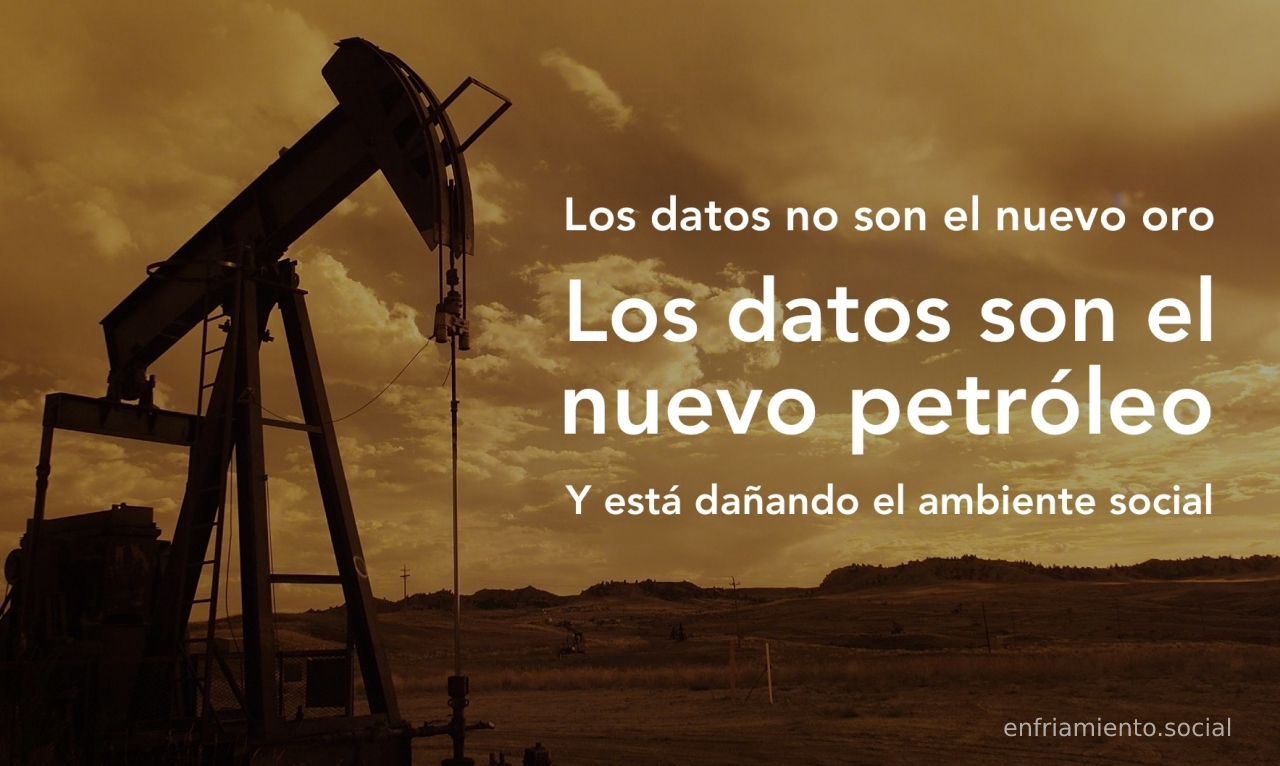 Los datos no son el nuevo oro
Los datos son el
nuevo petróleo
Y está dañando el ambiente social
enfriamiento.social